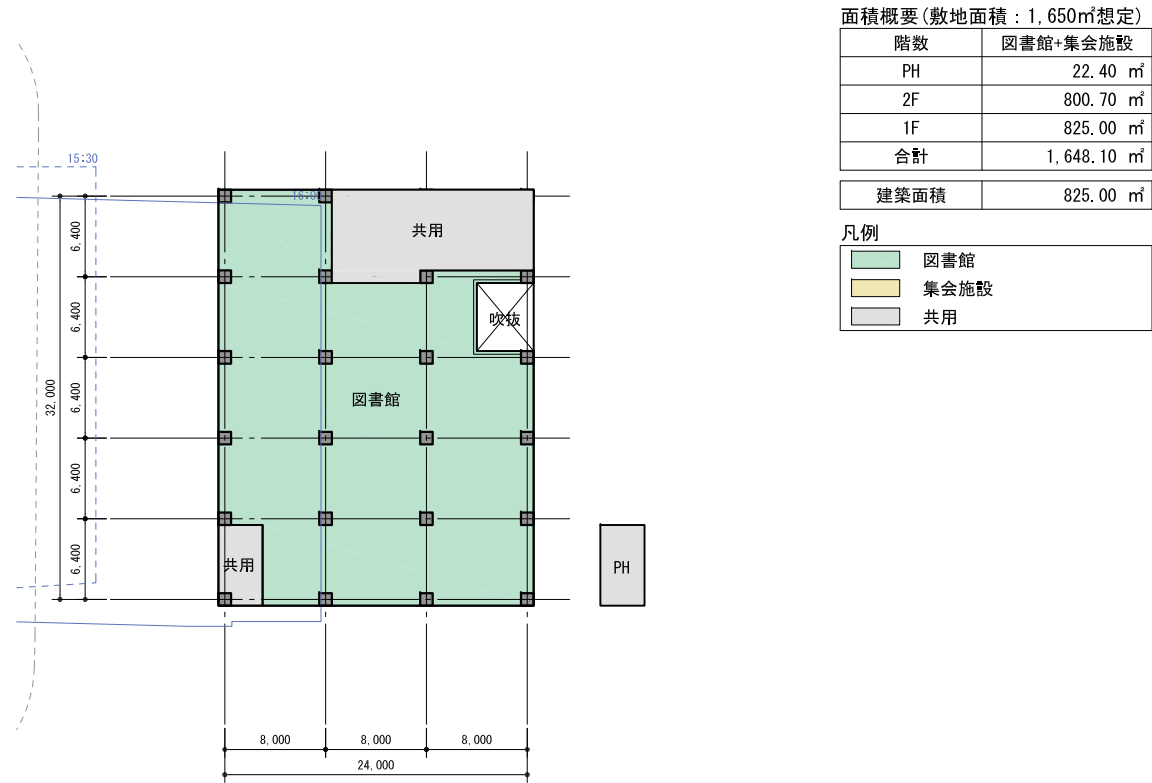 面積概要(敷地面積：1,650㎡想定)
階数 図書館+集会施設
PH 22.40 ㎡
2F 800.70 ㎡
1F 825.00 ㎡
合計 1,648.10 ㎡
建築面積 825.00 ㎡
凡例
図書館
集会施設
共用
15:30
16:0
共用
吹抜
図書館
共用
PH
32,000
6,400
6,400
6,400
6,400
6,400
8,000
8,000
8,000
24,000